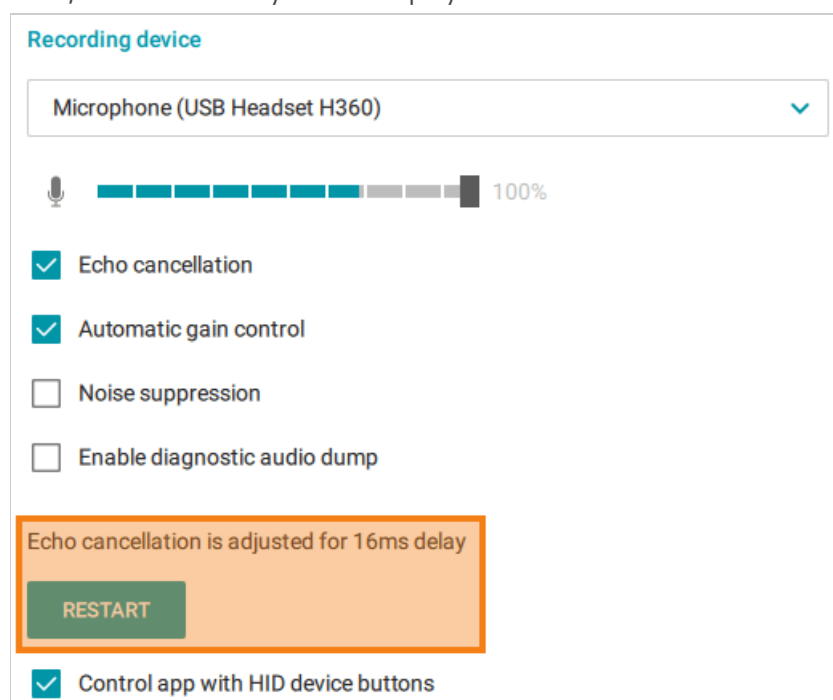 Recording device
Microphone (USB Headset H360)
100%
Echo cancellation
Automatic gain control
Noise suppression
Enable diagnostic audio dump
Echo cancellation is adjusted for 16ms delay
RESTART
Control app with HID device buttons